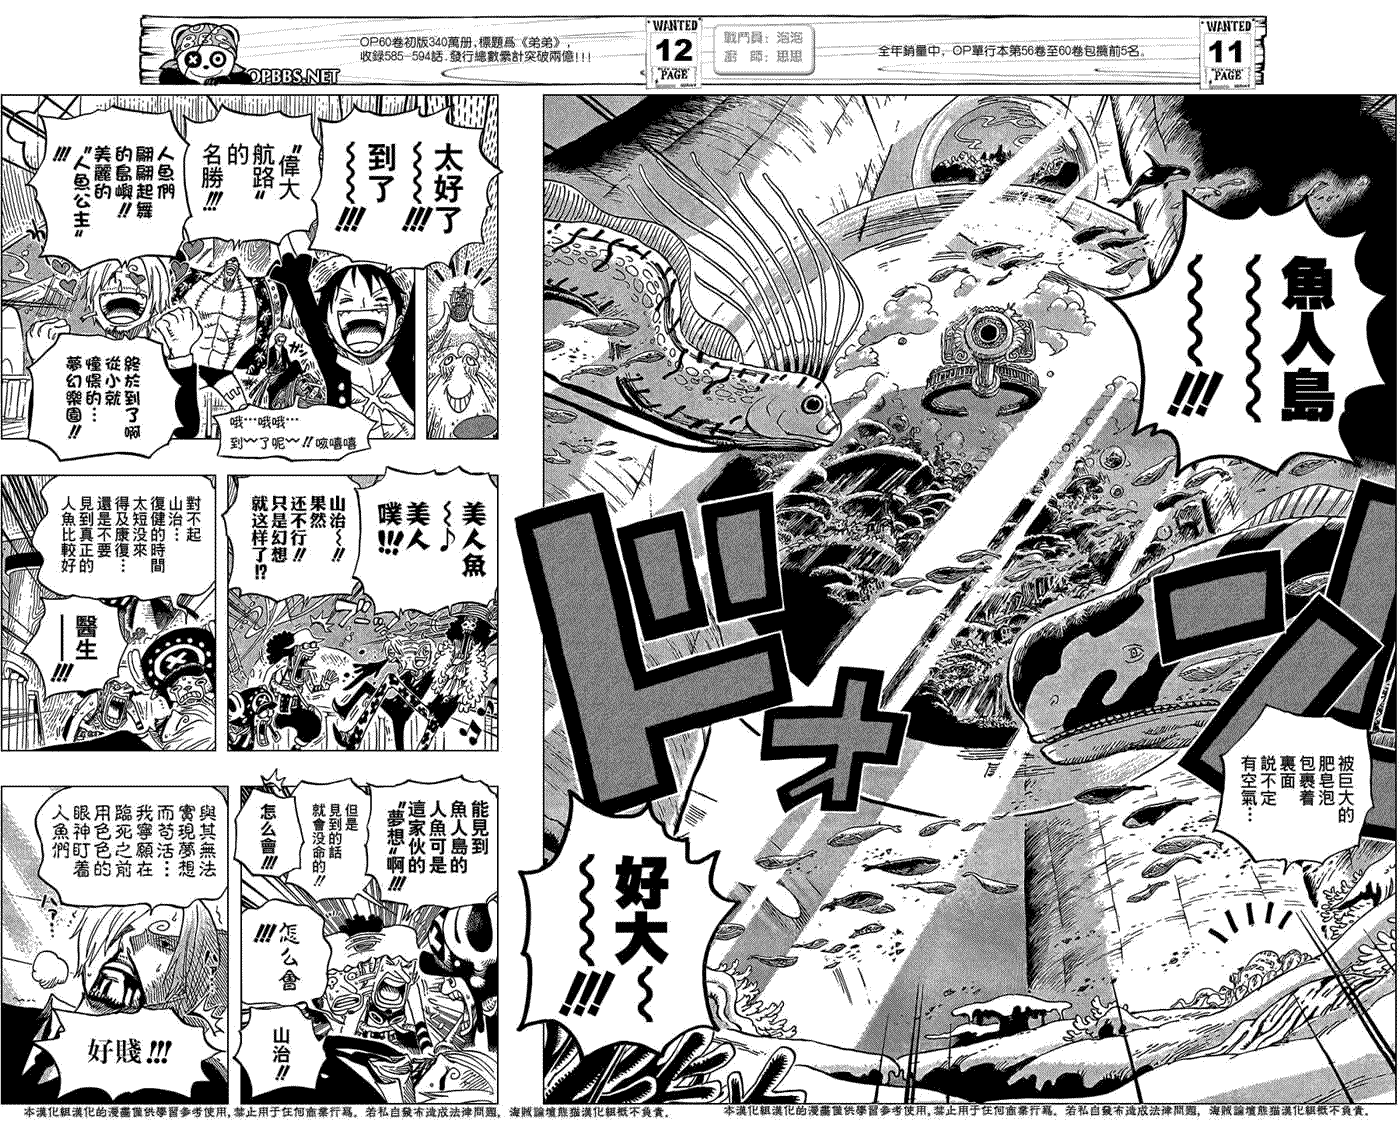 OP60卷初版340萬册，標題爲《弟弟》，
收録585-594話．發行總數纍計突破兩億!!!
OPBBS.NET
WANTED
12
PAGE
戰鬥員：泡泡
廚　師：思思
全年銷量中，OP單行本第56卷至60卷包攬前5名。
WANTED
11
PAGE
魚人島
~~~!!!
ドォン
被巨大的
肥皂泡
包裹着
裏面
說不定
有空氣…
好大~
~~!!!
太好了
~~!!!
到了
~~!!!
"偉大
航路"
的
名勝!!!
人魚們
翩翩起舞
的島嶼!!
美麗的
"人魚公主"
!!!
終於到了啊
從小就
憧憬的…
夢幻樂園!!
哦…哦哦…
到~了呢~!!咳嘻嘻
美人魚
~♪
美人
噗!!!
山治~!!
果然
还不行!!
只是幻想
就这样了!?
對不起
山治…
復健的時間
太短没來
得及康復…
還是不要
見到真正的
人魚比較好
醫生
——!!!
能見到
魚人島的
人魚可是
這家伙的
"夢想"啊!!!
但是
見到的話
就會没命的!!
怎么會!!!
怎么會
!!!
山治!!
與其無法
實現夢想
而苟活…
我寧願在
臨死之前
用色色的
眼神盯着
人魚們
ハァ?…
好賤!!!
本漢化組漢化的漫畫僅供學習參考使用，禁止用于任何商業行爲。若私自發布造成法律問題，海賊論壇熊猫漢化組概不負責。
本漢化組漢化的漫畫僅供學習參考使用，禁止用于任何商業行爲。若私自發布造成法律問題，海賊論壇熊猫漢化組概不負責。